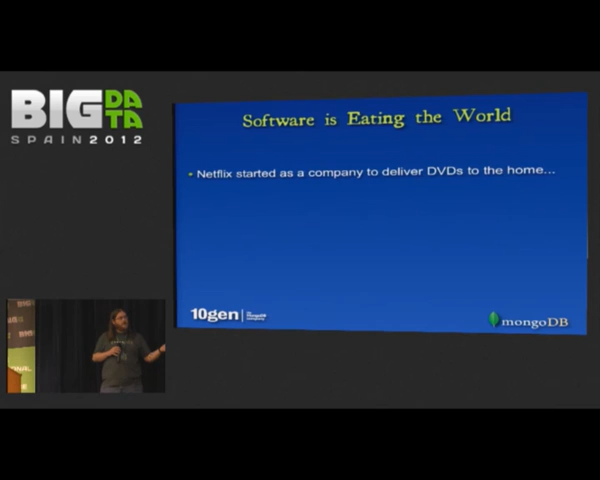 BIG DATA
SPAIN 2012
Software is Eating the World
• Netflix started as a company to deliver DVDs to the home...
10gen
mongoDB